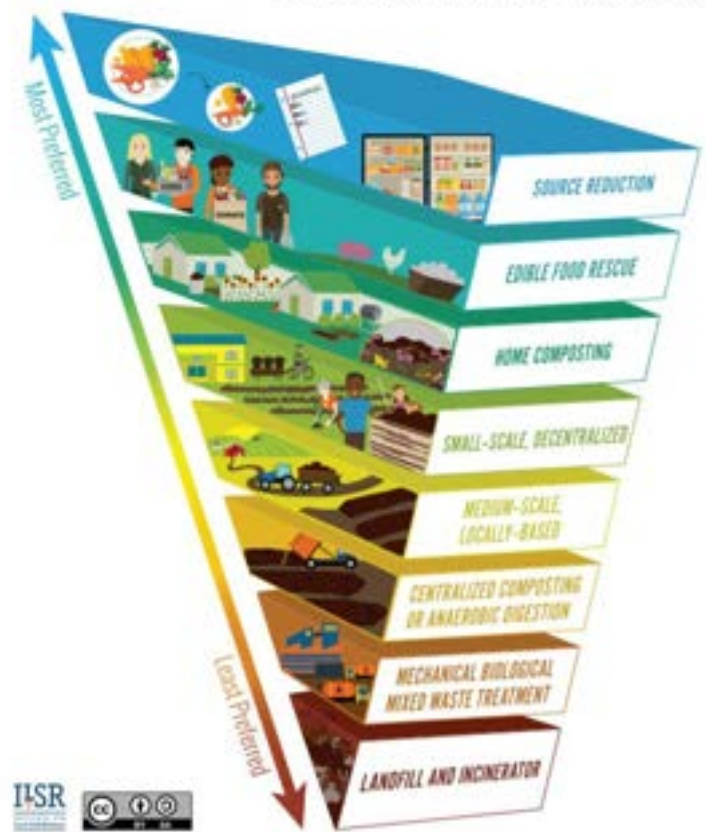 Most Preferred
SOURCE REDUCTION
EDIBLE FOOD RESCUE
HOME COMPOSTING
SMALL-SCALE, DECENTRALIZED
MEDIUM-SCALE,
LOCALLY-BASED
CENTRALIZED COMPOSTING
OR ANAEROBIC DIGESTION
MECHANICAL BIOLOGICAL
MIXED WASTE TREATMENT
LANDFILL AND INCINERATOR
Least Preferred
ILSR
cc